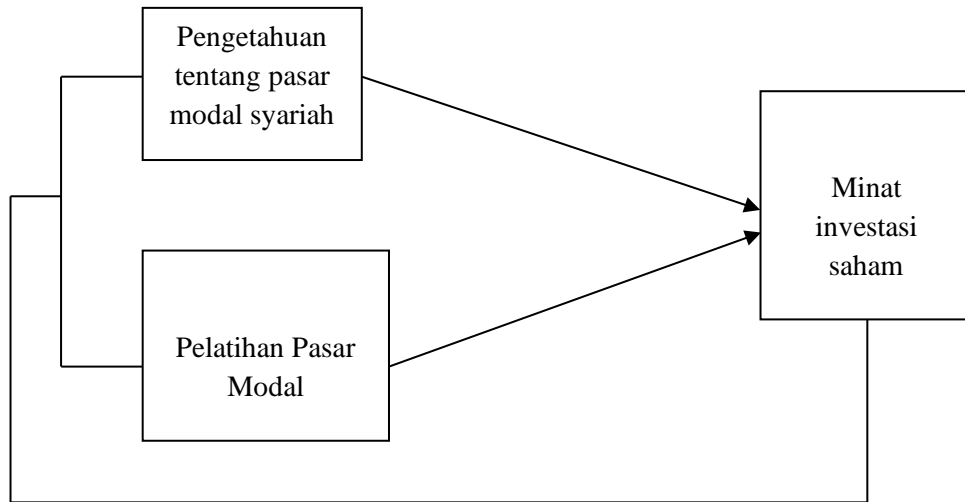 Pengetahuan
tentang pasar
modal syariah
Pelatihan Pasar
Modal
Minat
investasi
saham